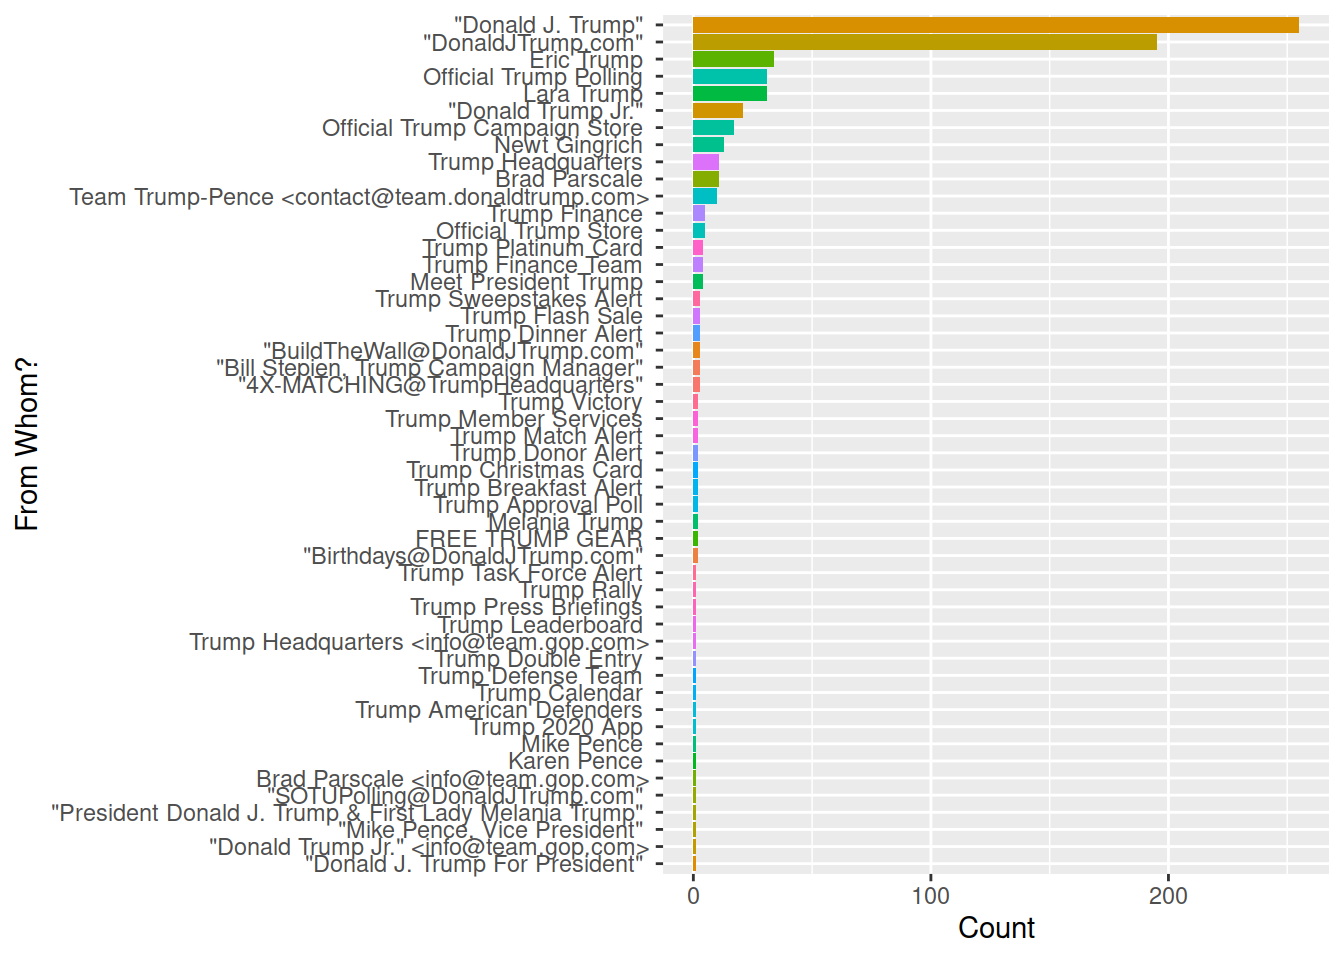 "Donald J. Trump"
"DonaldJTrump.com"
Eric Trump
Official Trump Polling
Lara Trump
"Donald Trump Jr."
Official Trump Campaign Store
Newt Gingrich
Trump Headquarters
Brad Parscale
Team Trump-Pence <contact@team.donaldtrump.com>
Trump Finance
Official Trump Store
Trump Platinum Card
Trump Finance Team
Meet President Trump
Trump Sweepstakes Alert
Trump Flash Sale
Trump Dinner Alert
"BuildTheWall@DonaldJTrump.com"
"Bill Stepien, Trump Campaign Manager"
"4X-MATCHING@TrumpHeadquarters"
Trump Victory
Trump Member Services
Trump Match Alert
Trump Donor Alert
Trump Christmas Card
Trump Breakfast Alert
Trump Approval Poll
Melania Trump
FREE TRUMP GEAR
"Birthdays@DonaldJTrump.com"
Trump Task Force Alert
Trump Rally
Trump Press Briefings
Trump Leaderboard
Trump Headquarters <info@team.gop.com>
Trump Double Entry
Trump Defense Team
Trump Calendar
Trump American Defenders
Trump 2020 App
Mike Pence
Karen Pence
Brad Parscale <info@team.gop.com>
"SOTUPolling@DonaldJTrump.com"
"President Donald J. Trump & First Lady Melania Trump"
"Mike Pence, Vice President"
"Donald Trump Jr." <info@team.gop.com>
"Donald J. Trump For President"
From Whom?
0 100 200
Count